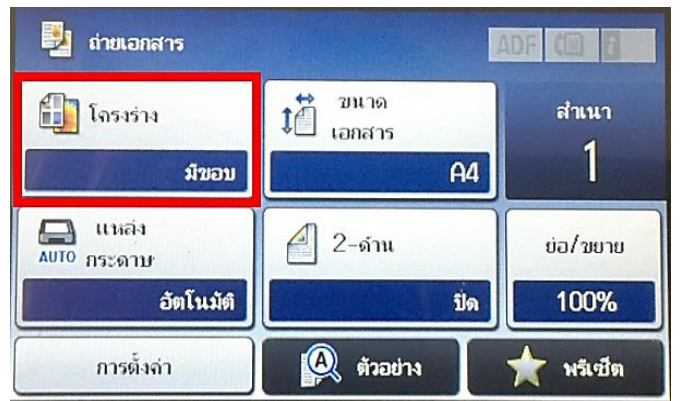 ถ่ายเอกสาร
ADF
โครงร่าง
มีขอบ
ขนาด
เอกสาร
A4
สำเนา
1
แหล่ง
AUTO กระดาษ
อัตโนมัติ
2-ด้าน
ปิด
ย่อ/ขยาย
100%
การตั้งค่า
A ตัวอย่าง
พรีเซ็ต